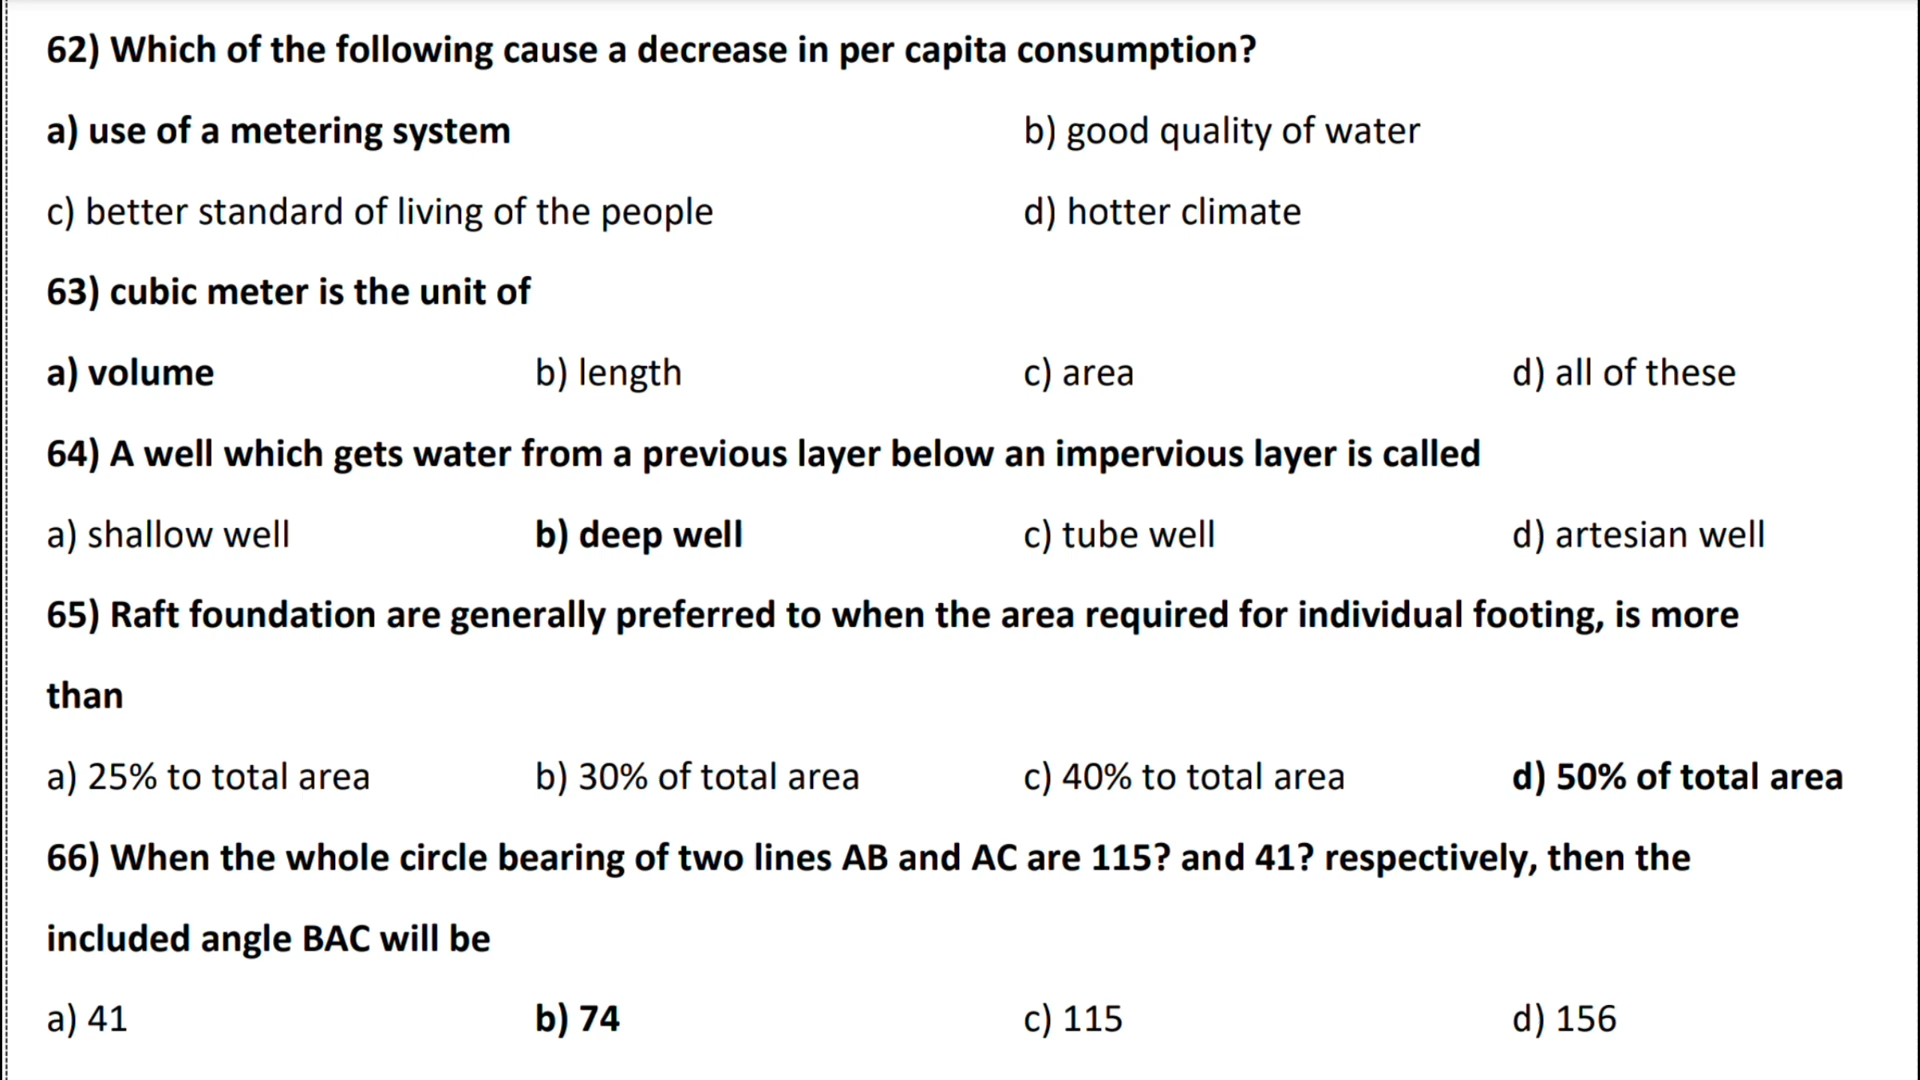 62) Which of the following cause a decrease in per capita consumption?
a) use of a metering system b) good quality of water
c) better standard of living of the people d) hotter climate
63) cubic meter is the unit of
a) volume b) length c) area d) all of these
64) A well which gets water from a previous layer below an impervious layer is called
a) shallow well b) deep well c) tube well d) artesian well
65) Raft foundation are generally preferred to when the area required for individual footing, is more
than
a) 25% to total area b) 30% of total area c) 40% to total area d) 50% of total area
66) When the whole circle bearing of two lines AB and AC are 115? and 41? respectively, then the
included angle BAC will be
a) 41 b) 74 c) 115 d) 156